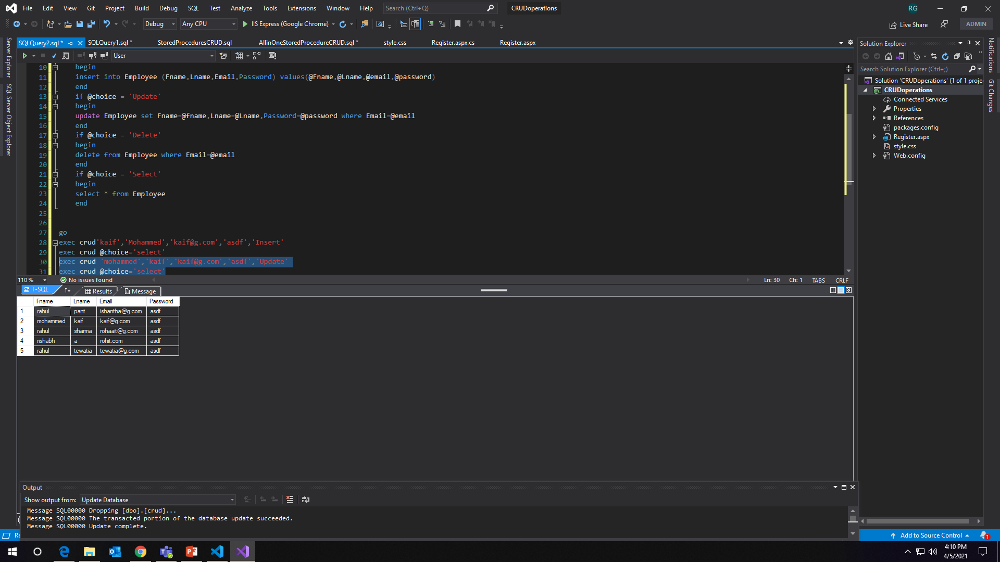 File Edit View Git Project Build Debug SQL Test Analyze Tools Extensions Window Help Search (Ctrl+Q) CRUDoperations RG
Debug Any CPU IIS Express (Google Chrome) Live Share ADMIN
SQLQuery2.sql * SQLQuery1.sql * StoredProceduresCRUD.sql AllinOneStoredProcedureCRUD.sql * style.css Register.aspx.cs Register.aspx
User
Server Explorer
SQL Server Object Explorer
10 begin
11 insert into Employee (Fname,Lname,Email,Password) values(@Fname,@Lname,@email,@password)
12 end
13 if @choice = 'Update'
14 begin
15 update Employee set Fname=@fname,Lname=@Lname,Password=@password where Email=@email
16 end
17 if @choice = 'Delete'
18 begin
19 delete from Employee where Email=@email
20 end
21 if @choice = 'Select'
22 begin
23 select * from Employee
24 end
25
26
27 go
28 exec crud'kaif','Mohammed','kaif@g.com','asdf','Insert'
29 exec crud @choice='select'
30 exec crud 'mohammed','kaif','kaif@g.com','asdf','Update'
31 exec crud @choice='select'
110 % No issues found Ln: 30 Ch: 1 TABS CRLF
T-SQL Results Message
Fname Lname Email Password
1 rahul pant ishantha@g.com asdf
2 mohammed kaif kaif@g.com asdf
3 rahul sharma rohaait@g.com asdf
4 rishabh a rohit.com asdf
5 rahul tewatia tewatia@g.com asdf
Output
Show output from: Update Database
Message SQL00000 Dropping [dbo].[crud]...
Message SQL00000 The transacted portion of the database update succeeded.
Message SQL00000 Update complete.
Solution Explorer
Search Solution Explorer (Ctrl+;)
Solution 'CRUDoperations' (1 of 1 proje
CRUDoperations
Connected Services
Properties
References
packages.config
Register.aspx
style.css
Web.config
Notifications
Git Changes
Re
Add to Source Control 1
4:10 PM
4/5/2021